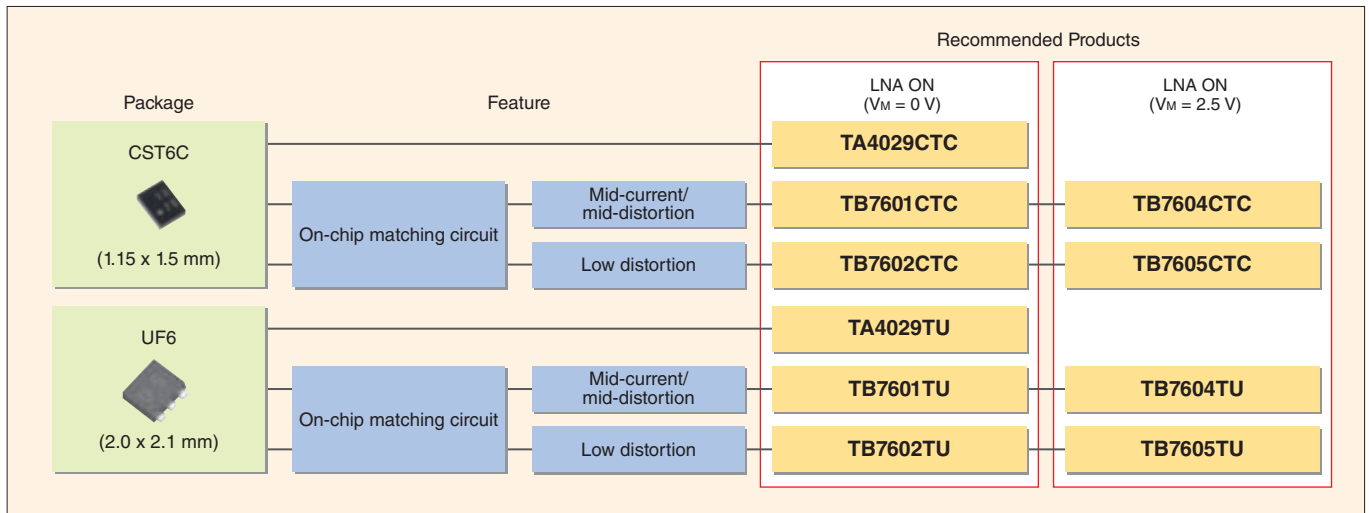 Recommended Products
Package
Feature
LNA ON
(VM = 0 V)
LNA ON
(VM = 2.5 V)
CST6C
(1.15 x 1.5 mm)
TA4029CTC
On-chip matching circuit
Mid-current/
mid-distortion
TB7601CTC
TB7604CTC
Low distortion
TB7602CTC
TB7605CTC
UF6
(2.0 x 2.1 mm)
TA4029TU
On-chip matching circuit
Mid-current/
mid-distortion
TB7601TU
TB7604TU
Low distortion
TB7602TU
TB7605TU